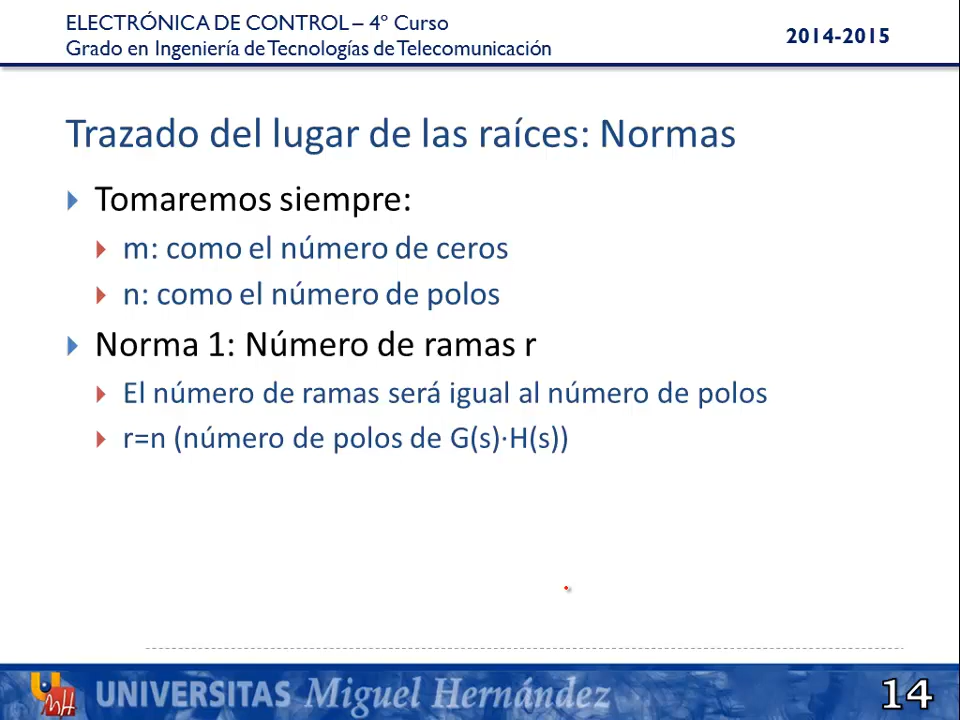 ELECTRÓNICA DE CONTROL – 4º Curso
Grado en Ingeniería de Tecnologías de Telecomunicación
2014-2015
Trazado del lugar de las raíces: Normas
Tomaremos siempre:
m: como el número de ceros
n: como el número de polos
Norma 1: Número de ramas r
El número de ramas será igual al número de polos
r=n (número de polos de G(s)·H(s))
UNIVERSITAS Miguel Hernández
14